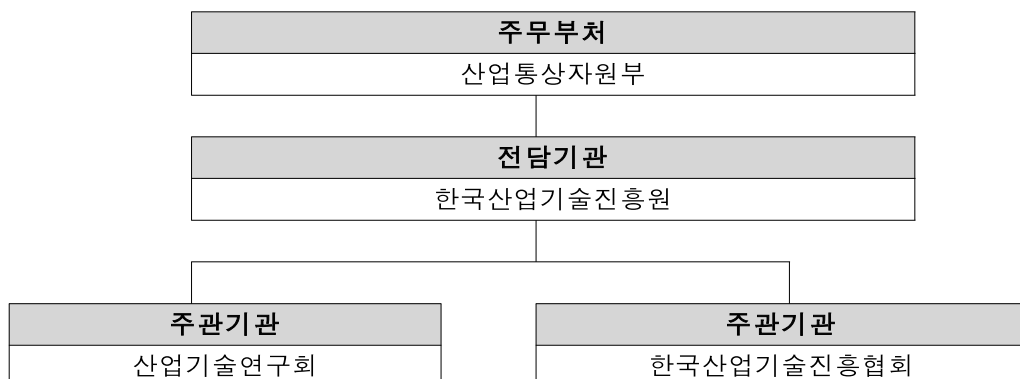 주무부처
산업통상자원부
전담기관
한국산업기술진흥원
주관기관
산업기술연구회
주관기관
한국산업기술진흥협회